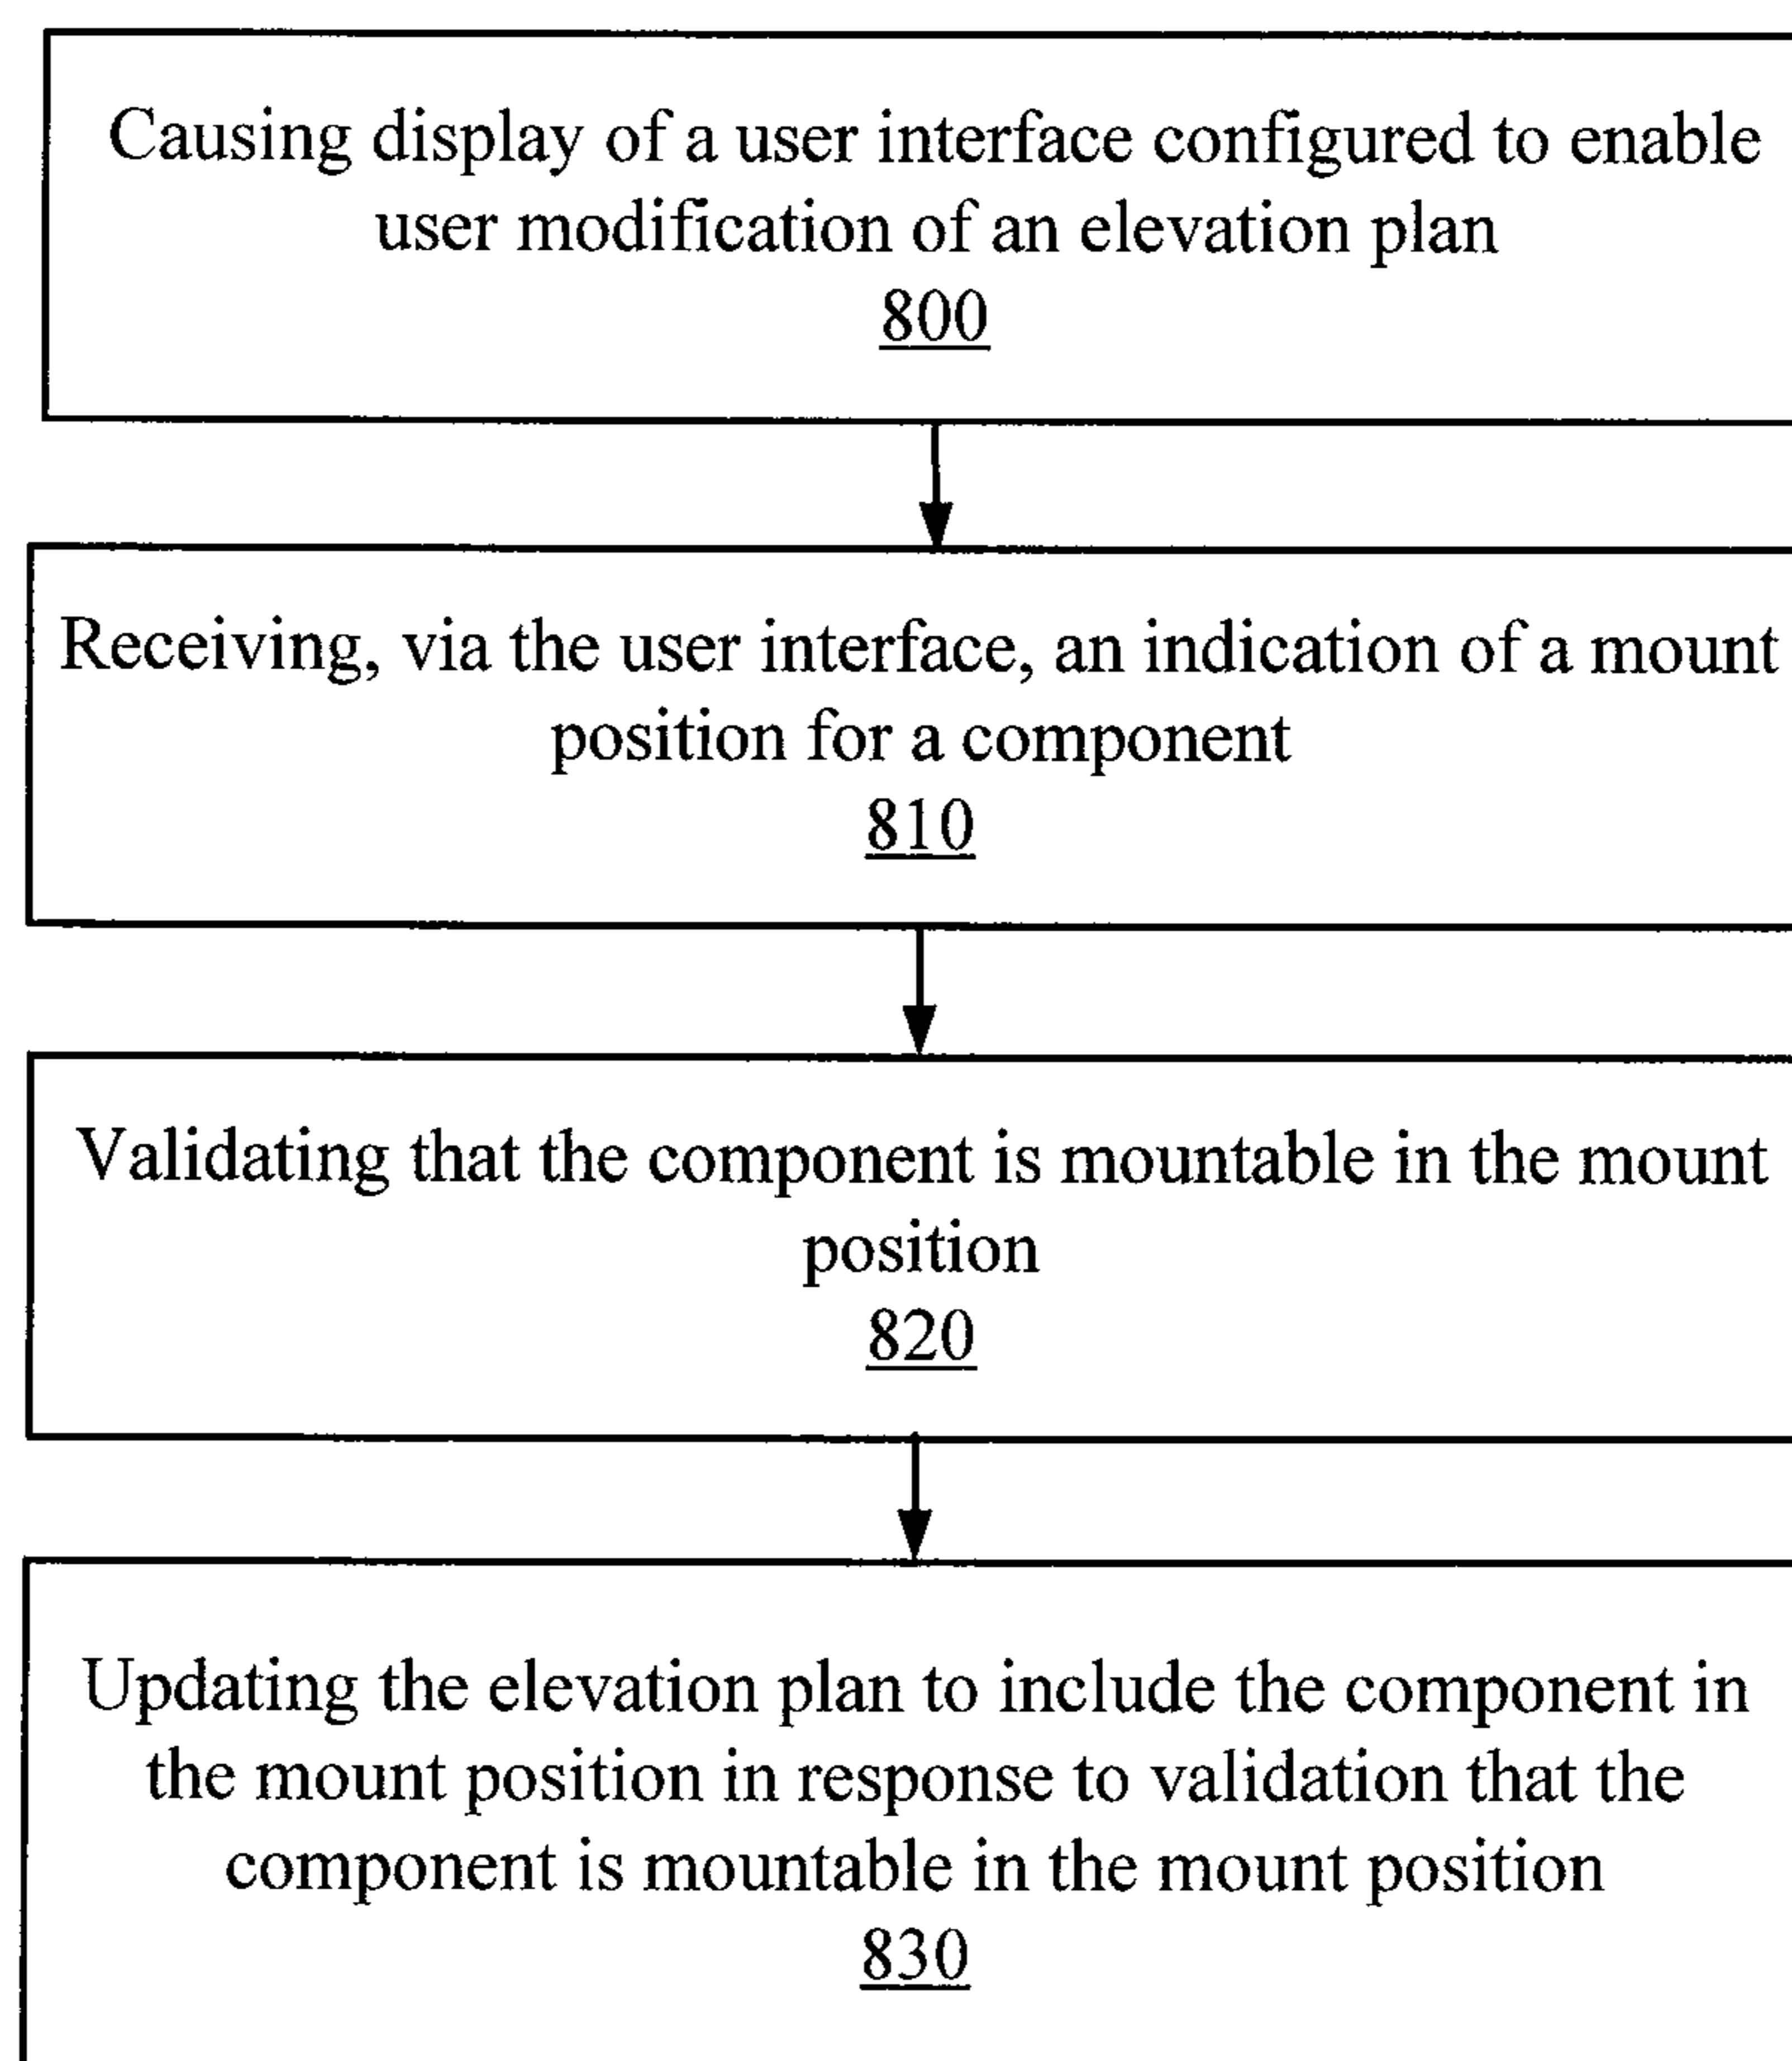 Causing display of a user interface configured to enable
user modification of an elevation plan
800
Receiving, via the user interface, an indication of a mount
position for a component
810
Validating that the component is mountable in the mount
position
820
Updating the elevation plan to include the component in
the mount position in response to validation that the
component is mountable in the mount position
830